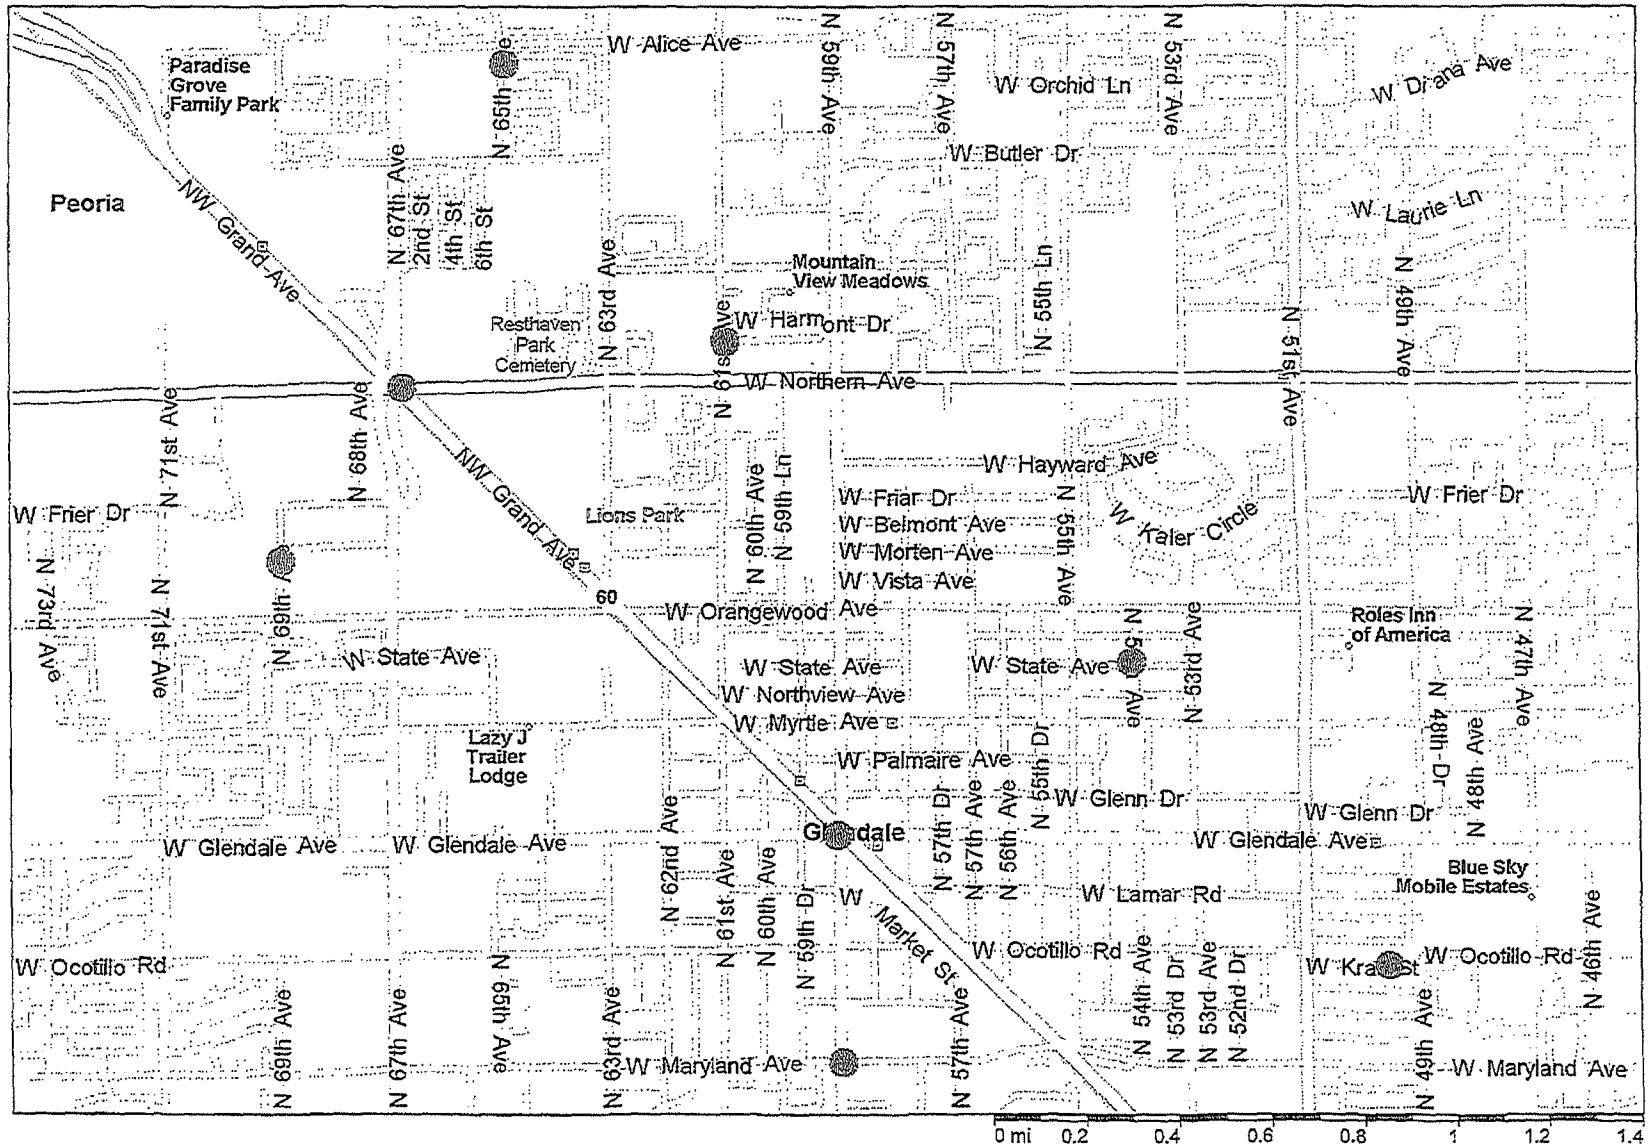 W Alice Ave
N 59th Ave
N 57th Ave
N 53rd Ave
Paradise
Grove
Family Park
N 65th
W Orchid Ln
W Diana Ave
W Butler Dr
Peoria
NW Grand Ave
N 67th Ave
2nd St
4th St
6th St
W Laurie Ln
N 63rd Ave
Mountain
View Meadows
N 55th Ln
N 49th Ave
Resthaven
Park
Cemetery
W Harmont Dr
N 61st Ave
N 51st Ave
W Northern Ave
N 71st Ave
N 68th Ave
NW Grand Ave
W Hayward Ave
N 60th Ave
N 59th Ln
W Friar Dr
W Frier Dr
W Frier Dr
Lions Park
W Belmont Ave
N 55th Ave
W Kaler Circle
W Morten Ave
W Vista Ave
N 73rd Ave
N 71st Ave
N 69th
60
W Orangewood Ave
Roles Inn
of America
N 53rd Ave
N 47th Ave
W State Ave
W State Ave
W State Ave
N 5
Ave
W Northview Ave
W Myrtle Ave
Lazy J
Trailer
Lodge
W Palmaire Ave
N 55th Dr
N 48th Dr
N 48th Ave
N 57th Dr
N 57th Ave
N 56th Ave
W Glenn Dr
W Glenn Dr
Glendale
W Glendale Ave
W Glendale Ave
W Glendale Ave
N 62nd Ave
N 61st Ave
N 60th Ave
N 59th Dr
Blue Sky
Mobile Estates
W Lamar Rd
W Market St
W Ocotillo Rd
W Ocotillo Rd
W Ocotillo Rd
N 46th Ave
W Kra St
N 54th Ave
N 53rd Dr
N 53rd Ave
N 52nd Dr
N 69th Ave
N 67th Ave
N 65th Ave
N 63rd Ave
N 57th Ave
N 49th Ave
W Maryland Ave
W Maryland Ave
0 mi 0.2 0.4 0.6 0.8 1 1.2 1.4